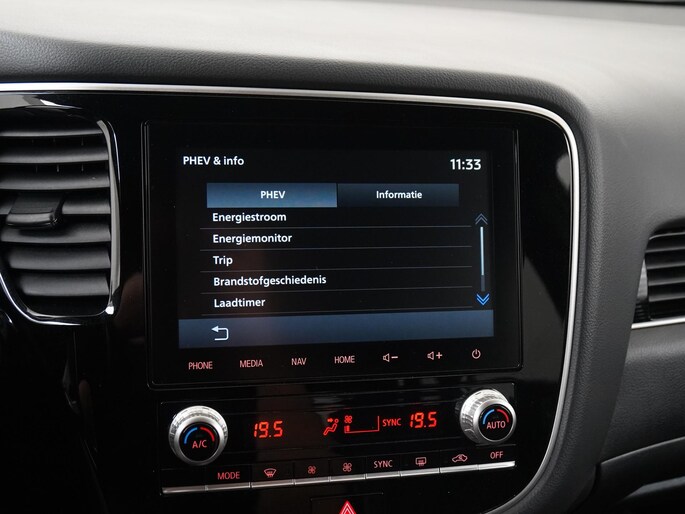 PHEV & info 11:33
PHEV Informatie
Energiestroom
Energiemonitor
Trip
Brandstofgeschiedenis
Laadtimer
PHONE MEDIA NAV HOME
19.5 SYNC 19.5
A/C AUTO
MODE SYNC OFF